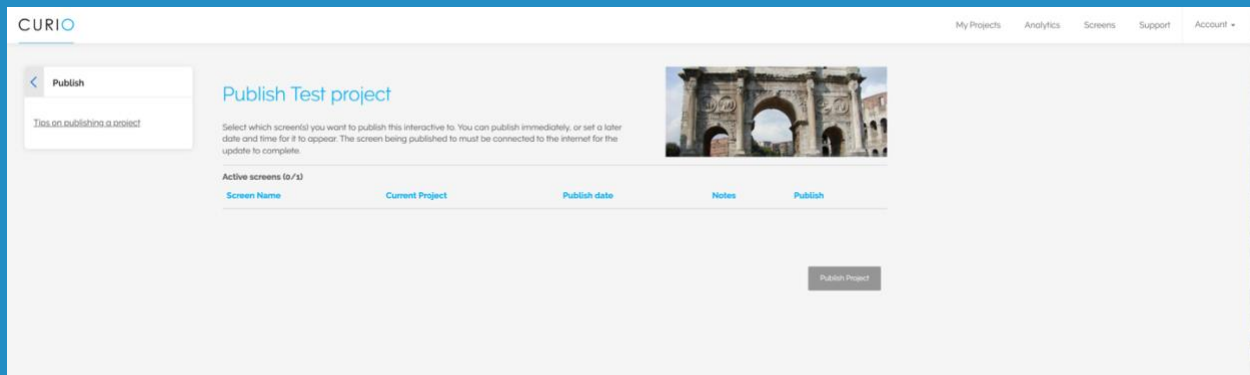 CURIO
My Projects Analytics Screens Support Account
Publish
Tips on publishing a project
Publish Test project
Select which screen(s) you want to publish this interactive to. You can publish immediately, or set a later
date and time for it to appear. The screen being published to must be connected to the internet for the
update to complete.
Active screens (0/1)
Screen Name Current Project Publish date Notes Publish
Publish Project